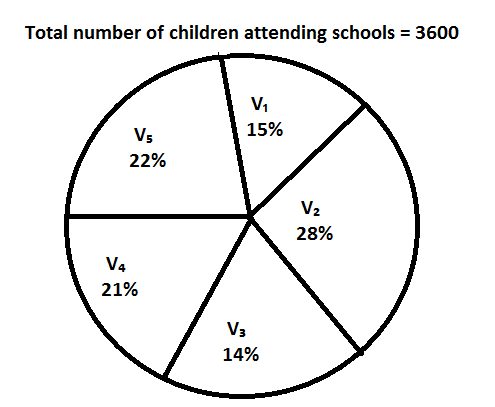 Total number of children attending schools = 3600
V₁
15%
V₂
28%
V₃
14%
V₄
21%
V₅
22%